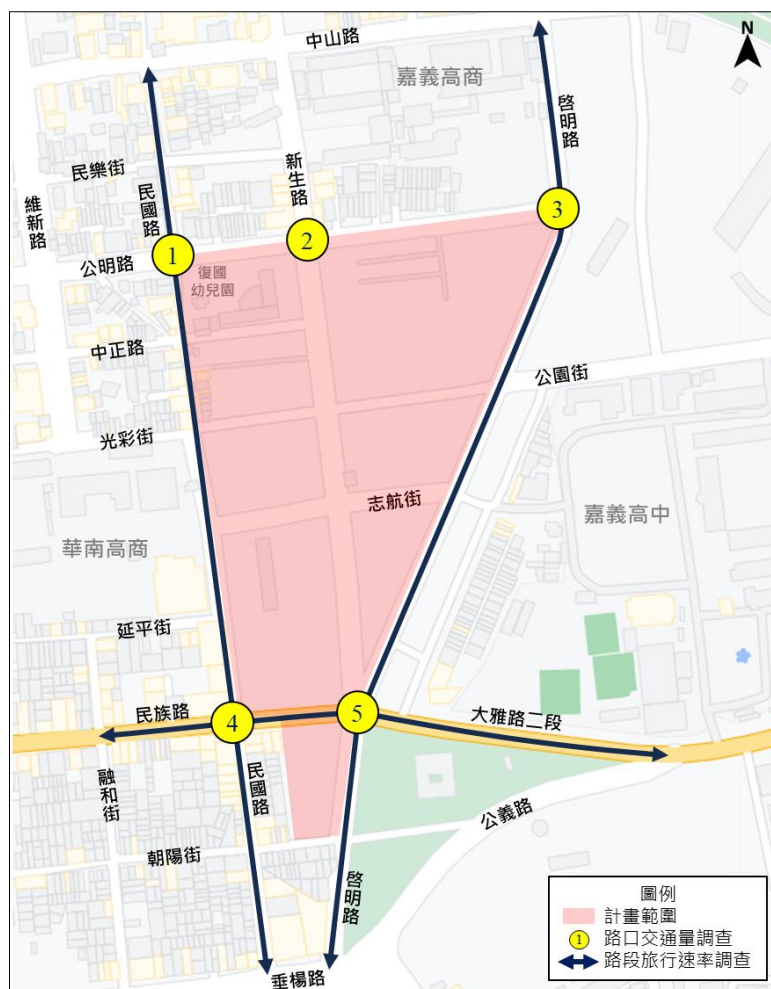 N
中山路
嘉義高商
啓明路
民樂街
新生路
維新路
民國路
3
2
1
公明路
復國
幼兒園
中正路
公園街
光彩街
志航街
嘉義高中
華南高商
延平街
民族路
4
5
大雅路二段
融和街
民國路
公義路
朝陽街
啓明路
垂楊路
圖例
計畫範圍
1 路口交通量調查
路段旅行速率調查